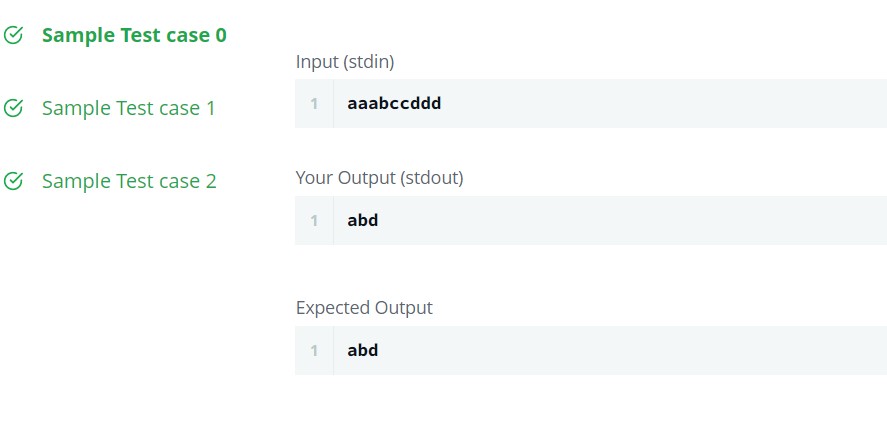 Sample Test case 0
Sample Test case 1
Sample Test case 2
Input (stdin)
1 aaabccddd
Your Output (stdout)
1 abd
Expected Output
1 abd